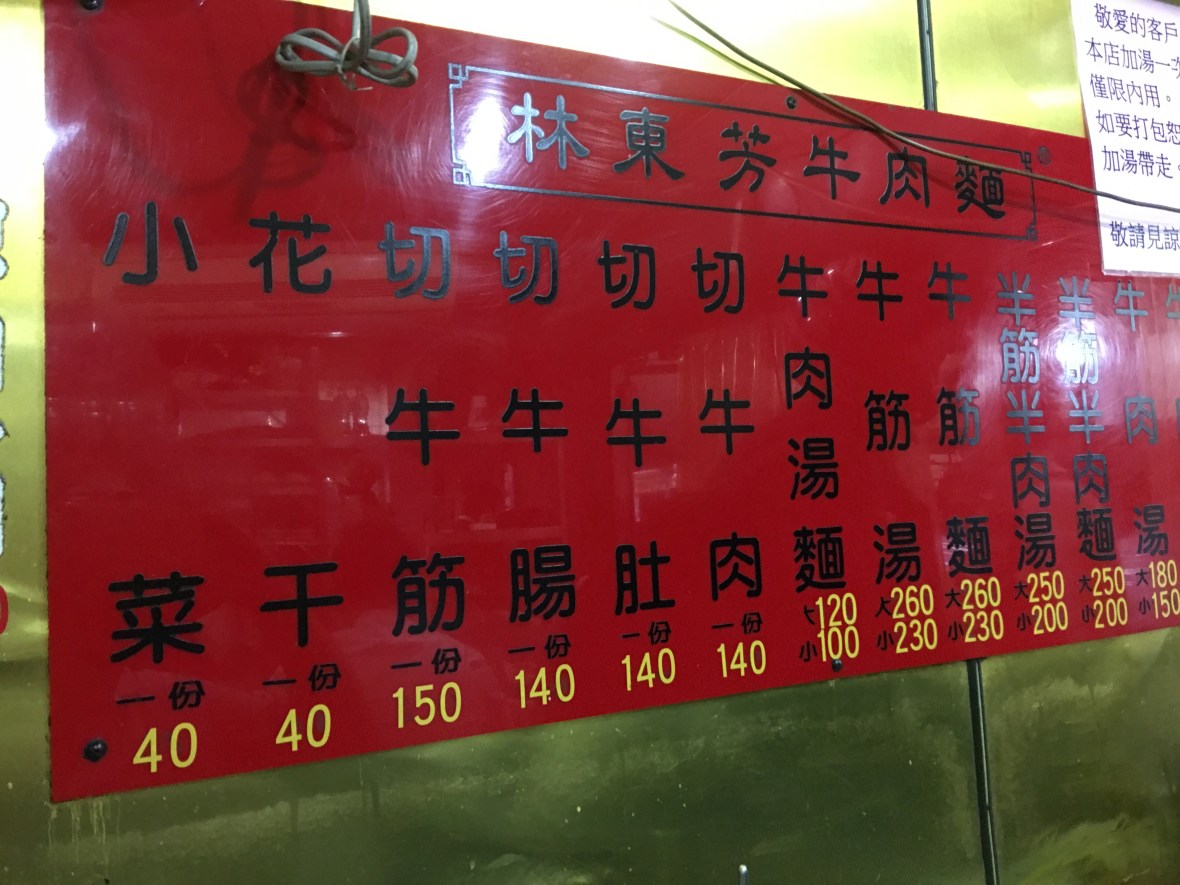 林東芳牛肉麵
牛肉湯
大180
小150
半筋半肉麵
大250
小200
半筋半肉湯
大250
小200
牛筋麵
大260
小230
牛筋湯
大260
小230
牛肉湯麵
大120
小100
切牛肉
一份
140
切牛肚
一份
140
切牛腸
一份
140
切牛筋
一份
150
花干
一份
40
小菜
一份
40
敬愛的客戶
本店加湯一次
僅限內用。
如要打包恕
加湯帶走。
敬請見諒